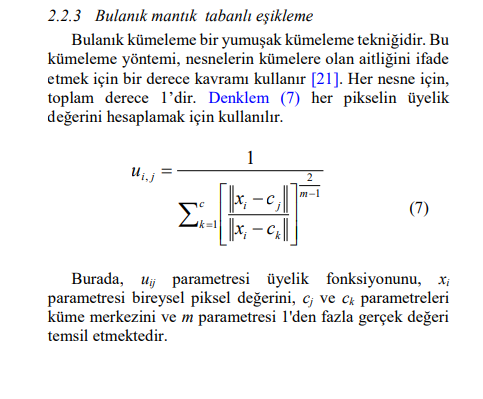 2.2.3 Bulanık mantık tabanlı eşikleme
Bulanık kümeleme bir yumuşak kümeleme tekniğidir. Bu
kümeleme yöntemi, nesnelerin kümelere olan aitliğini ifade
etmek için bir derece kavramı kullanır [21]. Her nesne için,
toplam derece 1’dir. Denklem (7) her pikselin üyelik
değerini hesaplamak için kullanılır.
u_{i,j} = \frac{1}{\sum_{k=1}^{c} \left[ \frac{\left\| x_i - c_j \right\|}{\left\| x_i - c_k \right\|} \right]^{\frac{2}{m-1}}} (7)
Burada, u_{ij} parametresi üyelik fonksiyonunu, x_i
parametresi bireysel piksel değerini, c_j ve c_k parametreleri
küme merkezini ve m parametresi 1'den fazla gerçek değeri
temsil etmektedir.